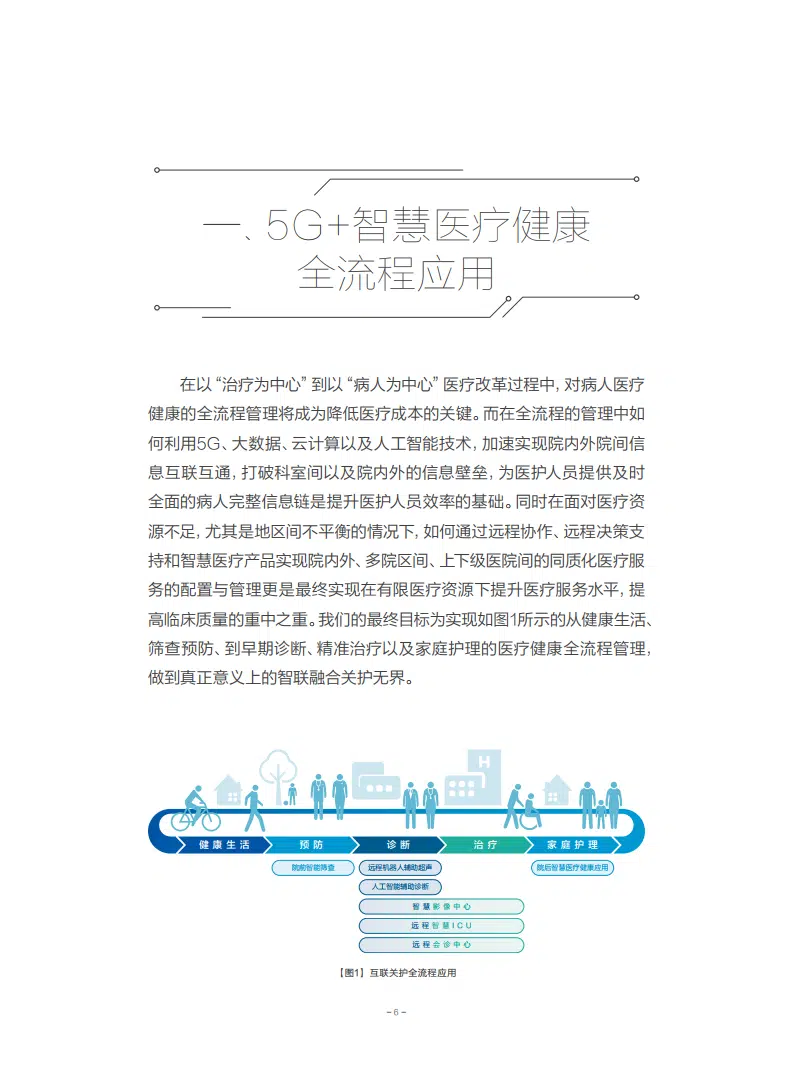 一、5G+智慧医疗健康
全流程应用
在以“治疗为中心”到以“病人为中心”医疗改革过程中，对病人医疗
健康的全流程管理将成为降低医疗成本的关键。而在全流程的管理中如
何利用5G、大数据、云计算以及人工智能技术，加速实现院内外院间信
息互联互通，打破科室间以及院内外的信息壁垒，为医护人员提供及时
全面的病人完整信息链是提升医护人员效率的基础。同时在面对医疗资
源不足，尤其是地区间不平衡的情况下，如何通过远程协作、远程决策支
持和智慧医疗产品实现院内外、多院区间、上下级医院间的同质化医疗服
务的配置与管理更是最终实现在有限医疗资源下提升医疗服务水平，提
高临床质量的重中之重。我们的最终目标为实现如图1所示的从健康生活、
筛查预防、到早期诊断、精准治疗以及家庭护理的医疗健康全流程管理，
做到真正意义上的智联融合关护无界。
H
健康生活 预防 诊断 治疗 家庭护理
院前智能筛查 远程机器人辅助超声 院后智慧医疗健康应用
人工智能辅助诊断
智慧影像中心
远程智慧ICU
远程会诊中心
【图1】互联关护全流程应用
- 6 -